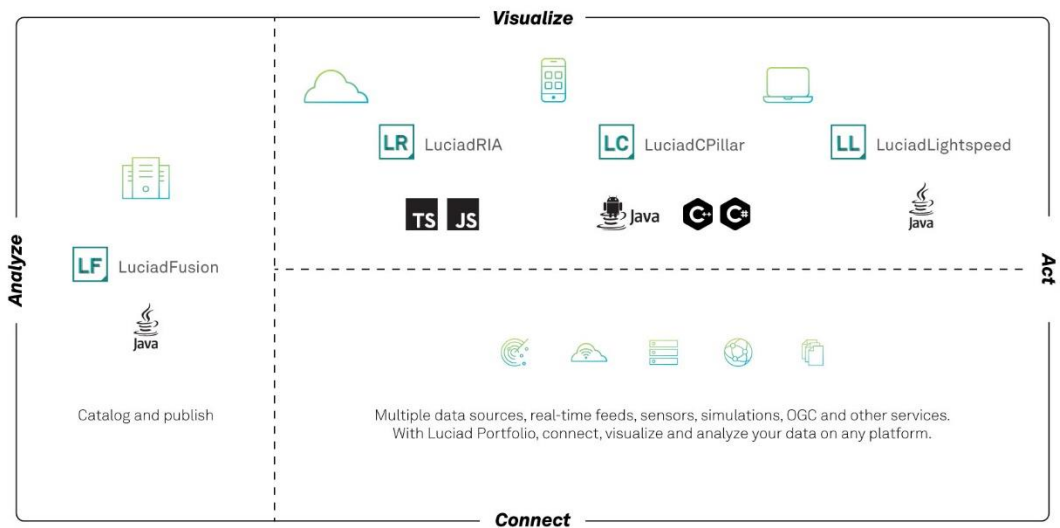 Visualize
LR LuciadRIA
LC LuciadCPillar
LL LuciadLightspeed
TS JS
Java
C++ C#
Java
Analyze
LF LuciadFusion
Java
Act
Catalog and publish
Multiple data sources, real-time feeds, sensors, simulations, OGC and other services.
With Luciad Portfolio, connect, visualize and analyze your data on any platform.
Connect